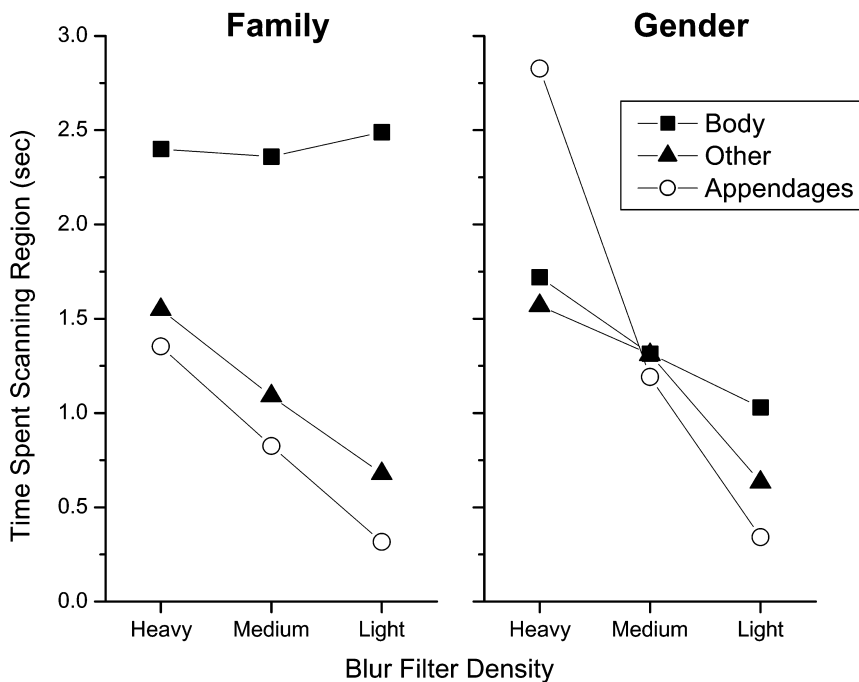 Family
Gender
3.0
2.5
2.0
1.5
1.0
0.5
0.0
Time Spent Scanning Region (sec)
Body
Other
Appendages
Heavy Medium Light
Heavy Medium Light
Blur Filter Density